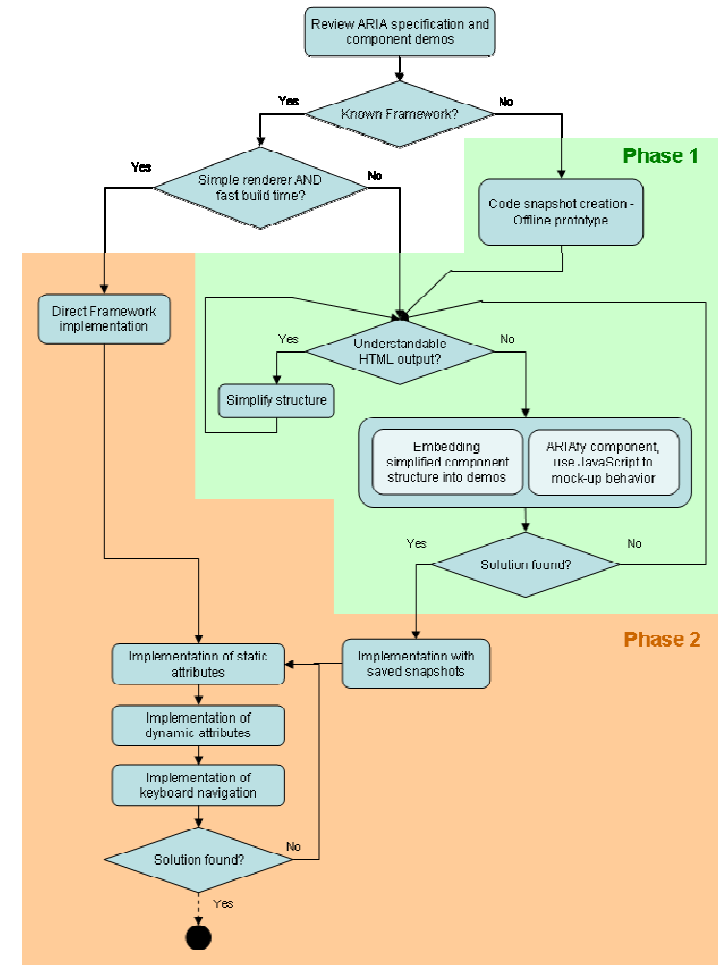 Review ARIA specification and
component demos
Yes
Known Framework?
No
Phase 1
Yes
Simple renderer AND
fast build time?
No
Code snapshot creation -
Offline prototype
Direct Framework
implementation
Yes
Understandable
HTML output?
No
Simplify structure
Embedding
simplified component
structure into demos
ARIAfy component,
use JavaScript to
mock-up behavior
Yes
Solution found?
No
Phase 2
Implementation of static
attributes
Implementation with
saved snapshots
Implementation of
dynamic attributes
Implementation of
keyboard navigation
Solution found?
No
Yes